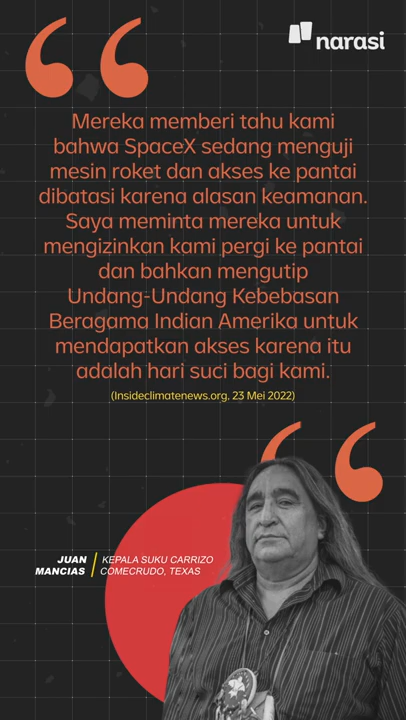 narasi
Mereka memberi tahu kami
bahwa SpaceX sedang menguji
mesin roket dan akses ke pantai
dibatasi karena alasan keamanan.
Saya meminta mereka untuk
mengizinkan kami pergi ke pantai
dan bahkan mengutip
Undang-Undang Kebebasan
Beragama Indian Amerika untuk
mendapatkan akses karena itu
adalah hari suci bagi kami.
(Insideclimatenews.org. 23 Mei 2022)
JUAN
MANCIAS
KEPALA SUKU CARRIZO
COMECRUDO, TEXAS